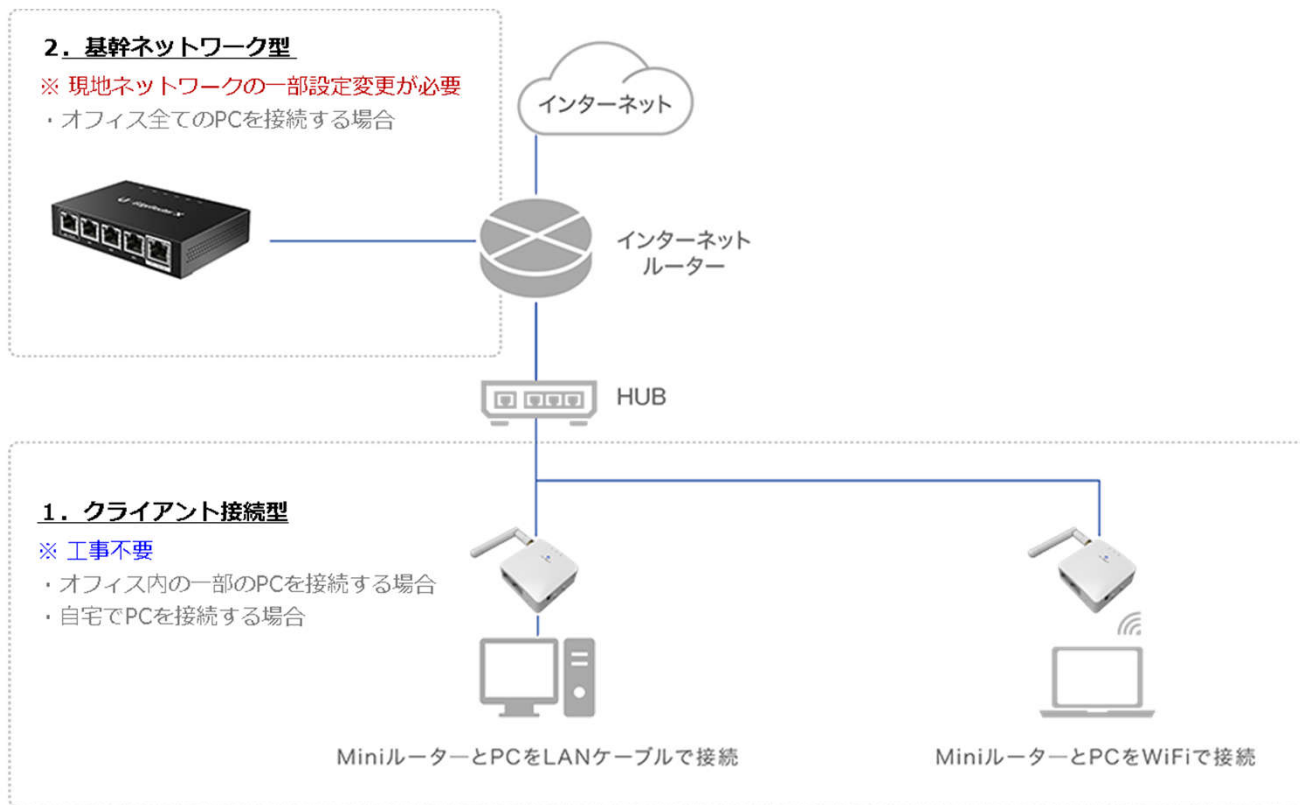 2．基幹ネットワーク型
※ 現地ネットワークの一部設定変更が必要
・オフィス全てのPCを接続する場合
インターネット
EdgeRouter X
インターネット
ルーター
HUB
1．クライアント接続型
※ 工事不要
・オフィス内の一部のPCを接続する場合
・自宅でPCを接続する場合
MiniルーターとPCをLANケーブルで接続
MiniルーターとPCをWiFiで接続